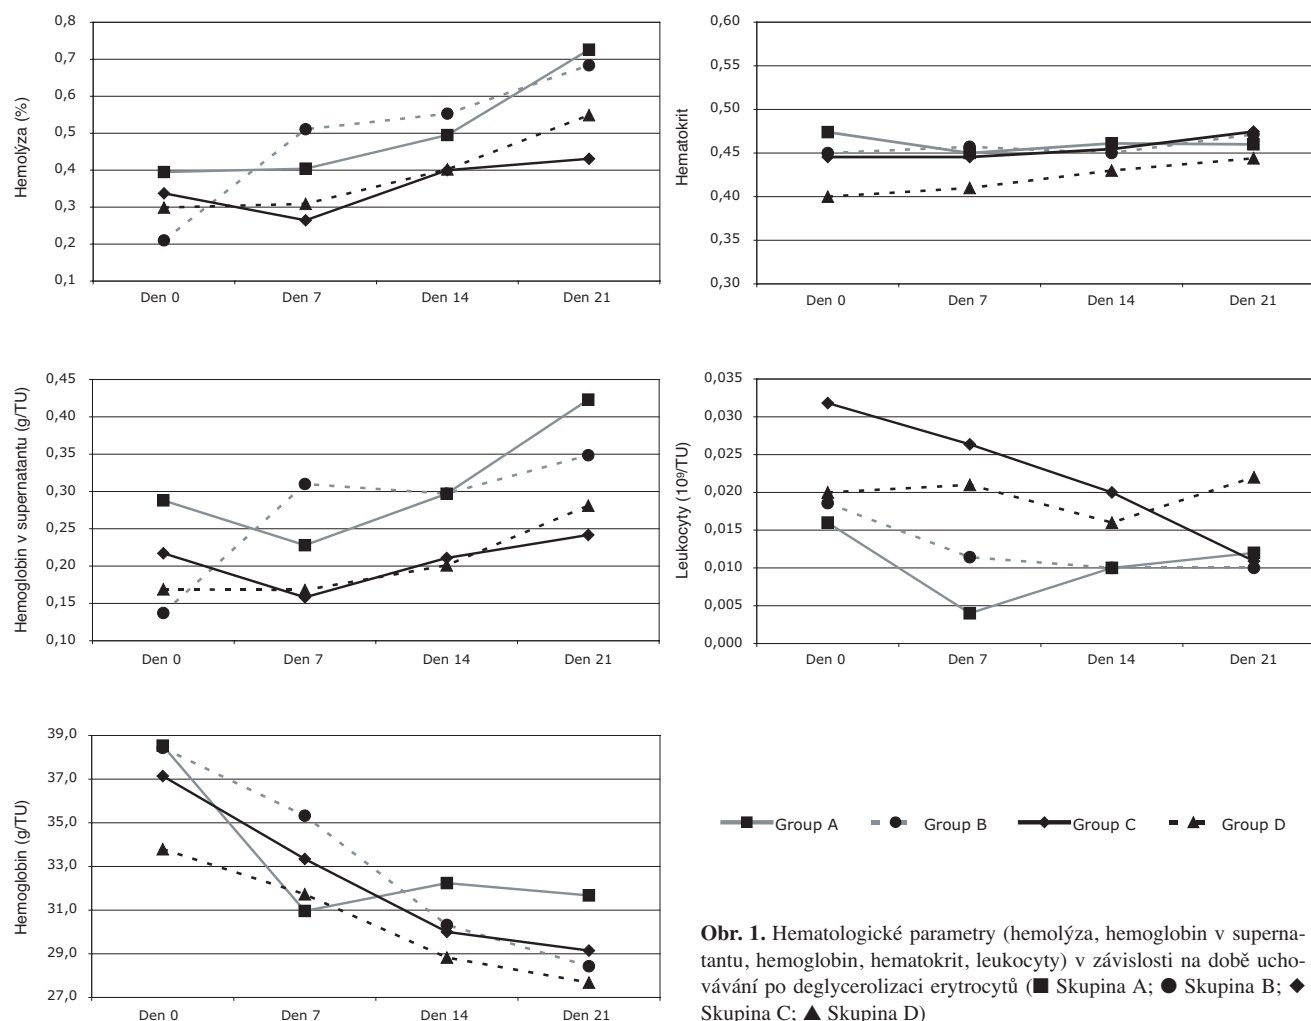 Hemolýza (%)
0,8
0,7
0,6
0,5
0,4
0,3
0,2
0,1
Den 0 Den 7 Den 14 Den 21
Hematokrit
0,60
0,55
0,50
0,45
0,40
0,35
0,30
Den 0 Den 7 Den 14 Den 21
Hemoglobin v supernatantu (g/TU)
0,45
0,40
0,35
0,30
0,25
0,20
0,15
0,10
Den 0 Den 7 Den 14 Den 21
Leukocyty (10⁹/TU)
0,035
0,030
0,025
0,020
0,015
0,010
0,005
0,000
Den 0 Den 7 Den 14 Den 21
Hemoglobin (g/TU)
39,0
37,0
35,0
33,0
31,0
29,0
27,0
Den 0 Den 7 Den 14 Den 21
Group A Group B Group C Group D
Obr. 1. Hematologické parametry (hemolýza, hemoglobin v superna-
tantu, hemoglobin, hematokrit, leukocyty) v závislosti na době ucho-
vávání po deglycerolizaci erytrocytů (■ Skupina A; ● Skupina B; ◆
Skupina C; ▲ Skupina D)